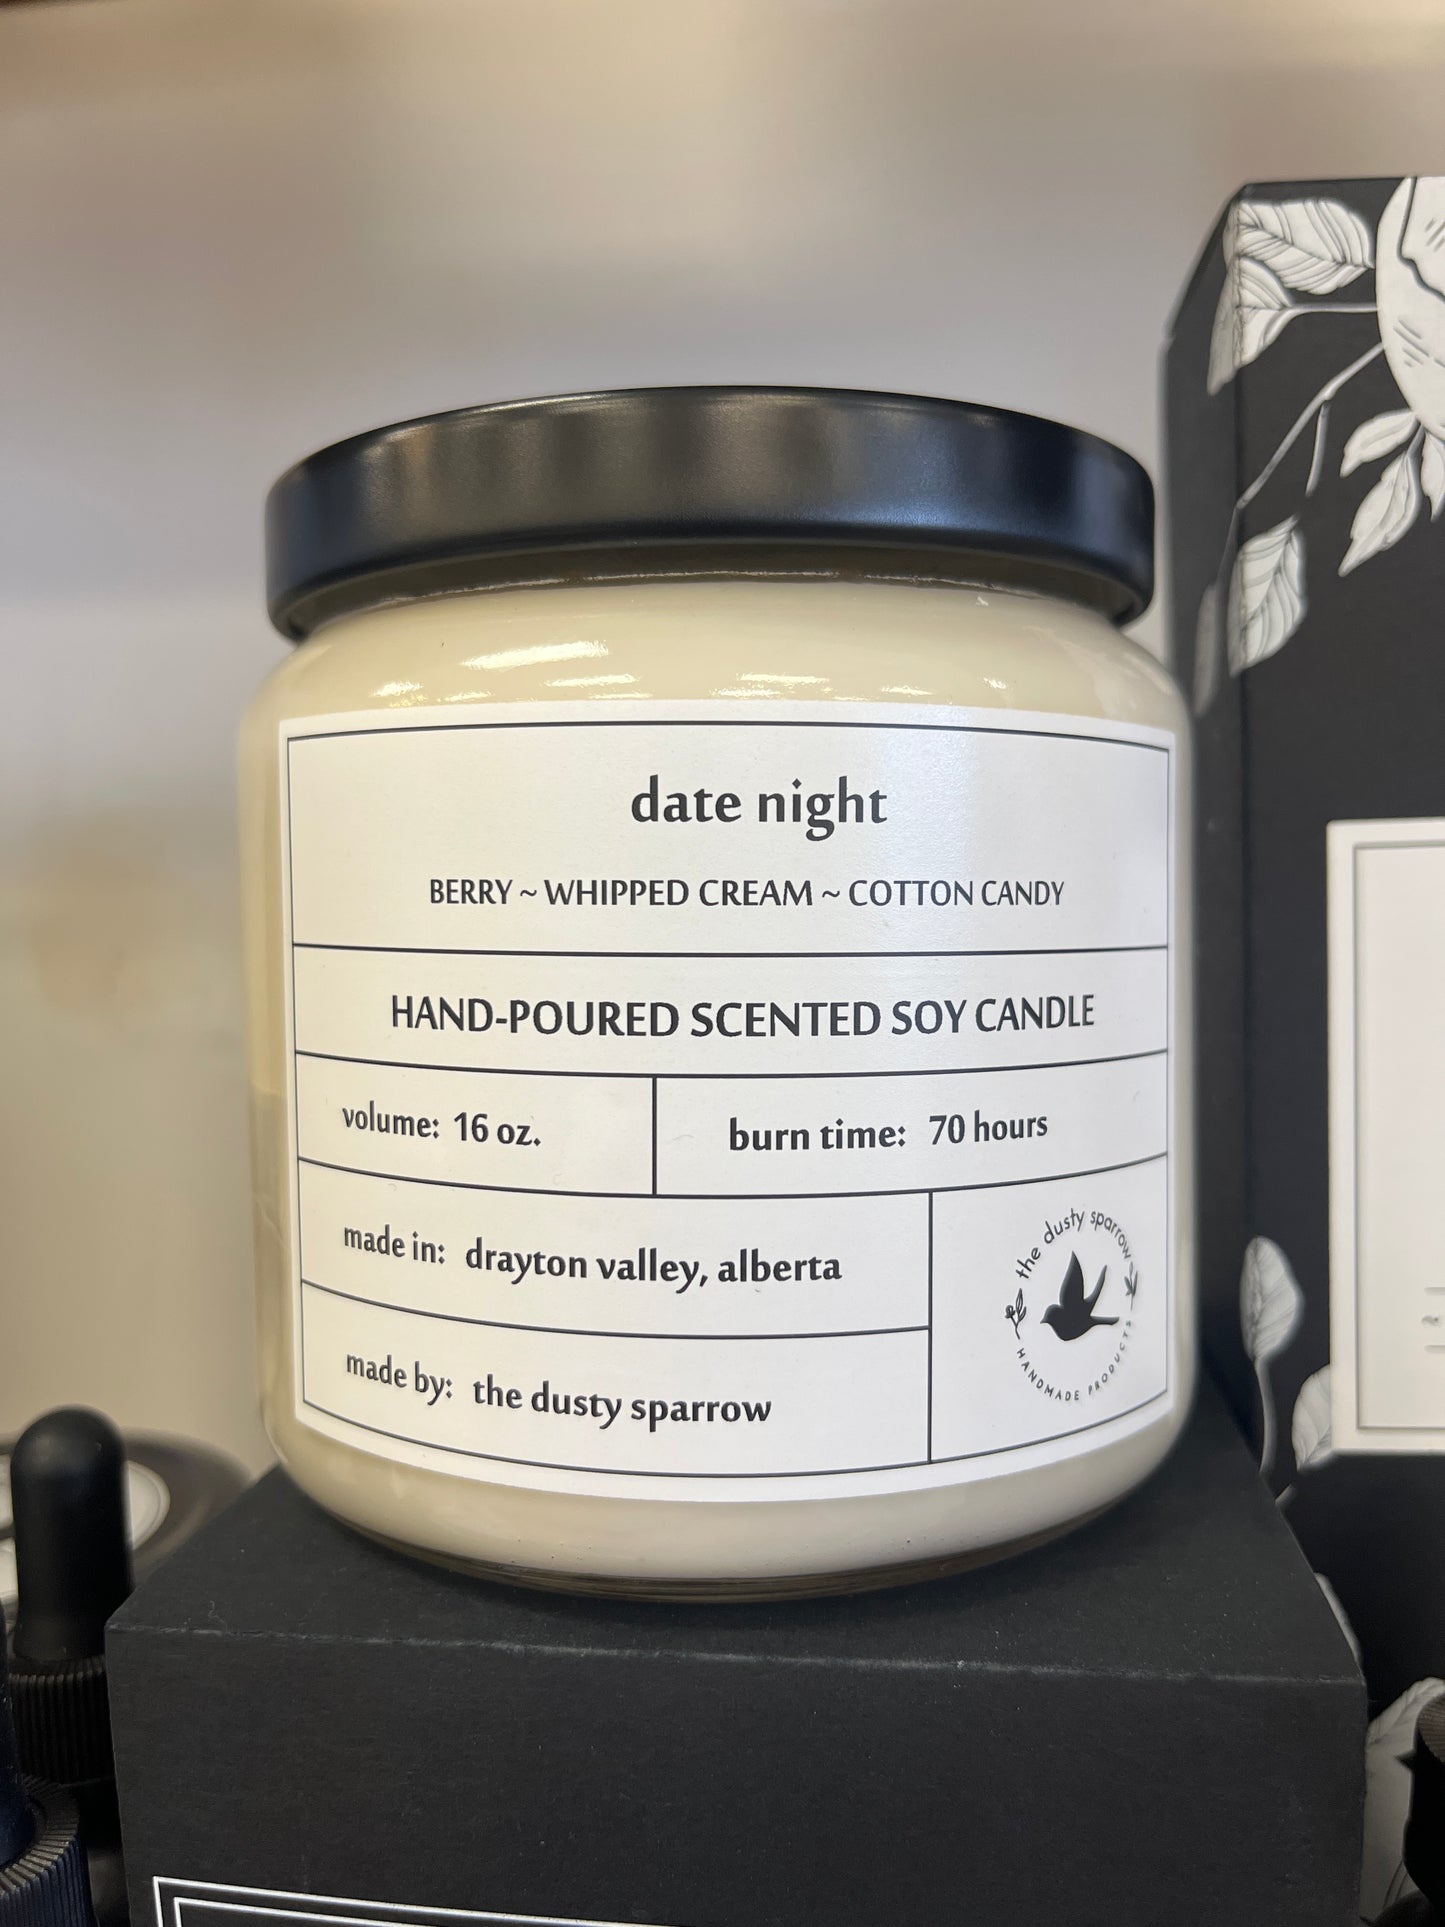 date night
BERRY ~ WHIPPED CREAM ~ COTTON CANDY
HAND-POURED SCENTED SOY CANDLE
volume: 16 oz.
burn time: 70 hours
made in: drayton valley, alberta
made by: the dusty sparrow
the dusty sparrow
HANDMADE PRODUCTS